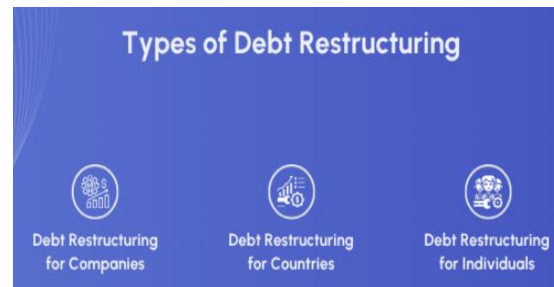 Types of Debt Restructuring
Debt Restructuring
for Companies
Debt Restructuring
for Countries
Debt Restructuring
for Individuals